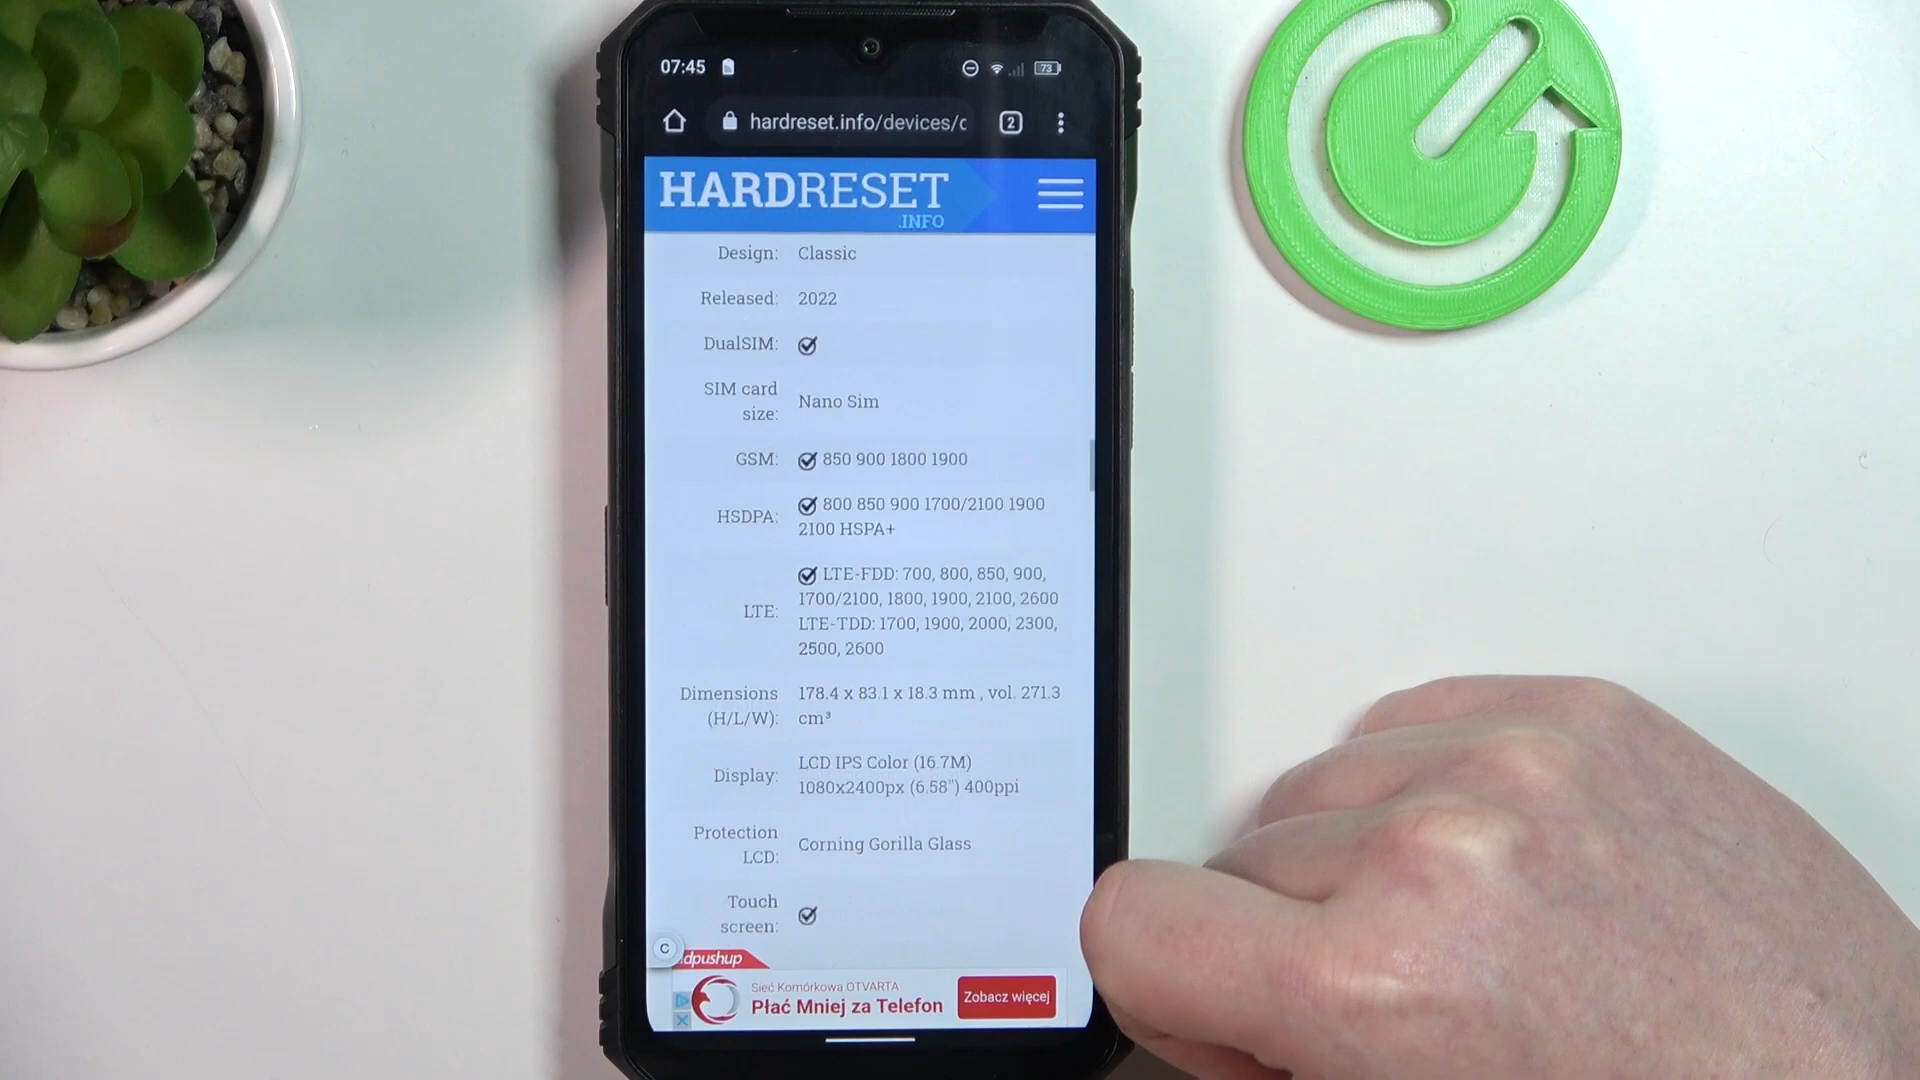 07:45
73
hardreset.info/devices/c
2
HARDRESET
.INFO
Design: Classic
Released: 2022
DualSIM:
SIM card
size: Nano Sim
GSM: 850 900 1800 1900
HSDPA: 800 850 900 1700/2100 1900
2100 HSPA+
LTE: LTE-FDD: 700, 800, 850, 900,
1700/2100, 1800, 1900, 2100, 2600
LTE-TDD: 1700, 1900, 2000, 2300,
2500, 2600
Dimensions
(H/L/W): 178.4 x 83.1 x 18.3 mm , vol. 271.3
cm³
Display: LCD IPS Color (16.7M)
1080x2400px (6.58") 400ppi
Protection
LCD: Corning Gorilla Glass
Touch
screen:
C
dpushup
Sieć Komórkowa OTVARTA
Płać Mniej za Telefon
Zobacz więcej